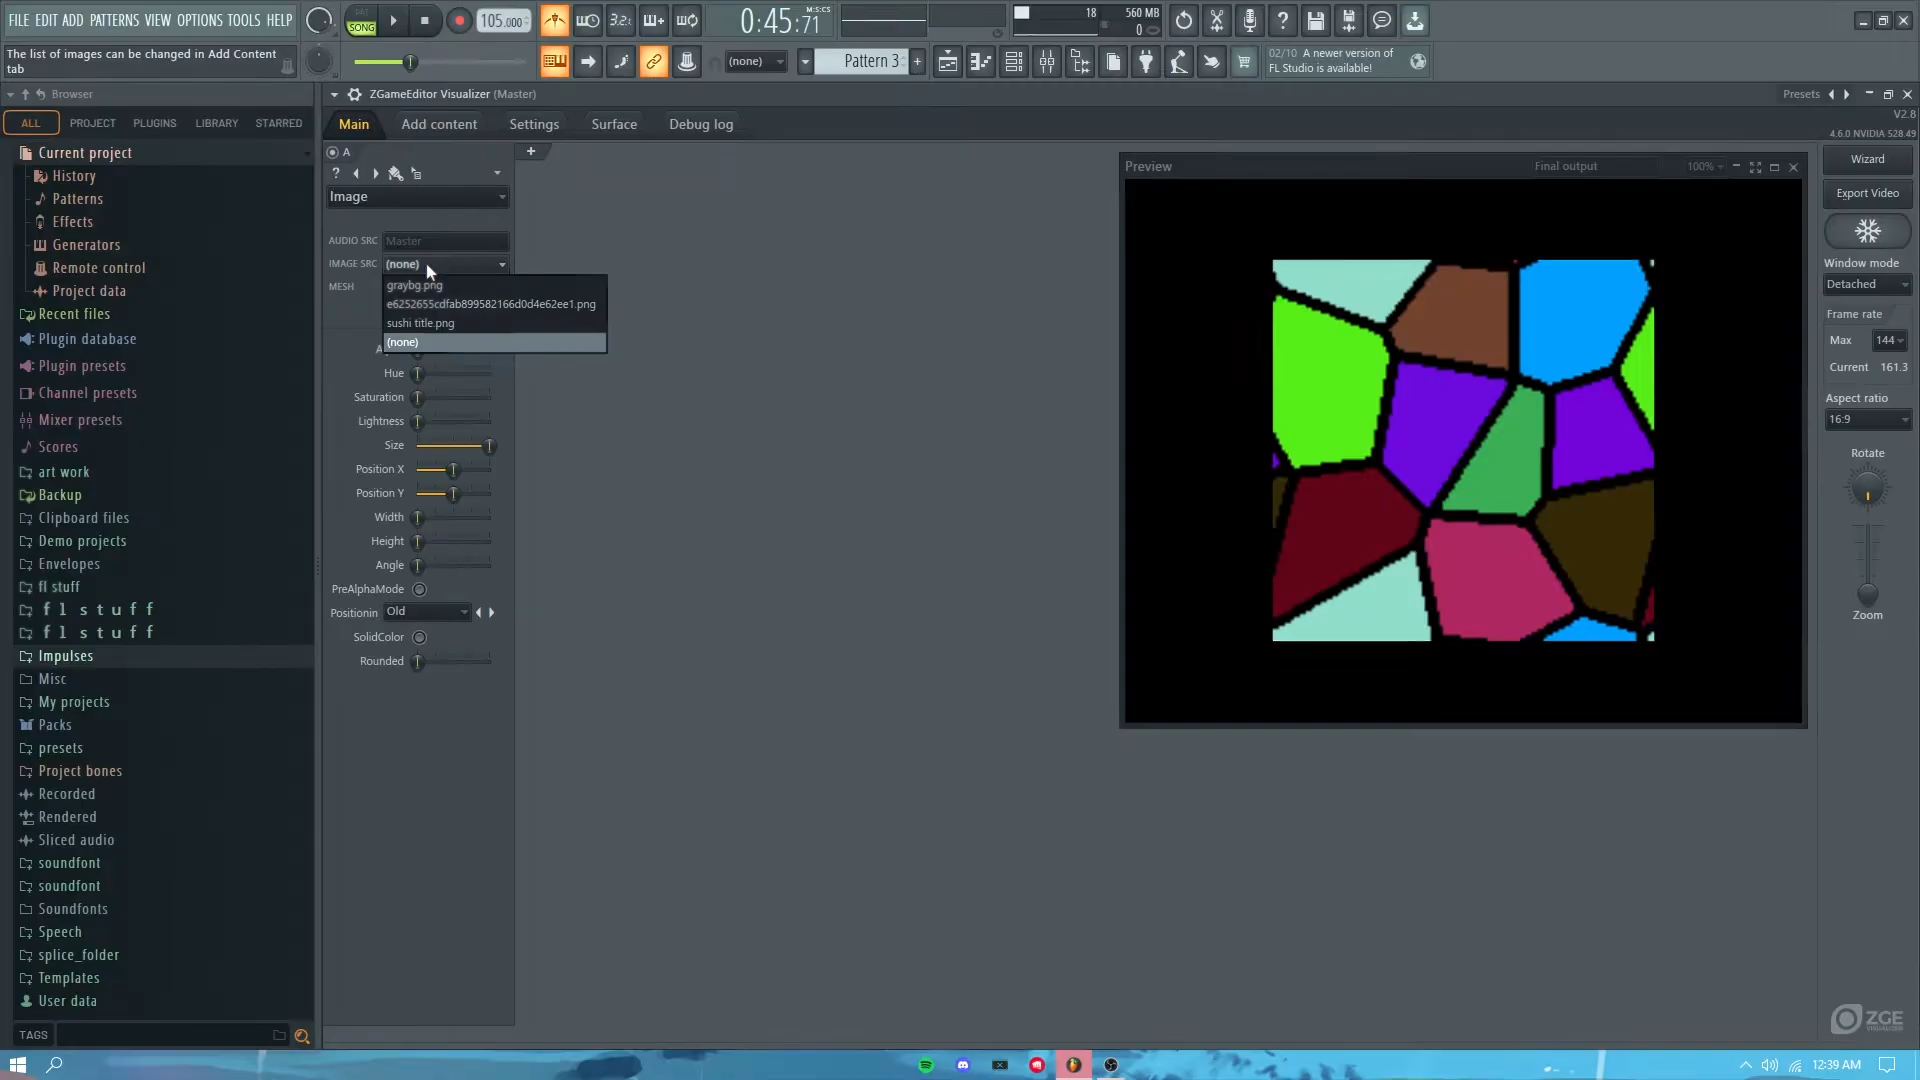 FILE EDIT ADD PATTERNS VIEW OPTIONS TOOLS HELP
The list of images can be changed in Add Content
tab
PAT
SONG
105.000
3.2
0:45:71
M:S:CS
18
560 MB
0
(none)
Pattern 3
02/10 A newer version of
FL Studio is available!
Browser
ALL
PROJECT
PLUGINS
LIBRARY
STARRED
Current project
History
Patterns
Effects
Generators
Remote control
Project data
Recent files
Plugin database
Plugin presets
Channel presets
Mixer presets
Scores
art work
Backup
Clipboard files
Demo projects
Envelopes
fl stuff
f l s t u f f
f l s t u f f
Impulses
Misc
My projects
Packs
presets
Project bones
Recorded
Rendered
Sliced audio
soundfont
soundfont
Soundfonts
Speech
splice_folder
Templates
User data
TAGS
ZGameEditor Visualizer (Master)
Presets
Main
Add content
Settings
Surface
Debug log
V2.8
4.6.0 NVIDIA 528.49
A
Image
AUDIO SRC
Master
IMAGE SRC
(none)
MESH
graybg.png
e6252655cdfab899582166d0d4e62ee1.png
sushi title.png
(none)
Hue
Saturation
Lightness
Size
Position X
Position Y
Width
Height
Angle
PreAlphaMode
Positionin
Old
SolidColor
Rounded
Preview
Final output
100%
Wizard
Export Video
Window mode
Detached
Frame rate
Max
144
Current
161.3
Aspect ratio
16:9
Rotate
Zoom
ZGE
VISUALIZER
12:39 AM